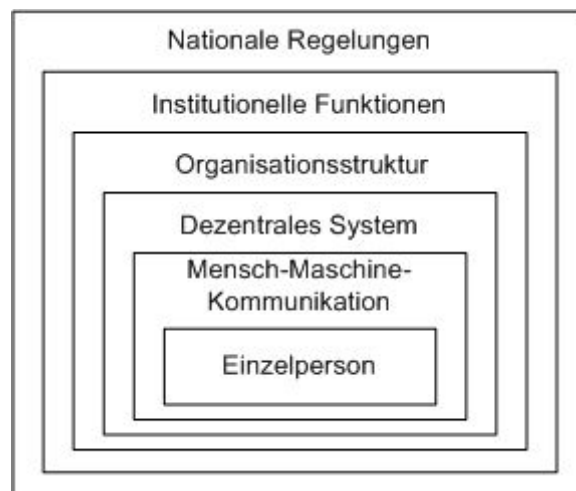 Nationale Regelungen
Institutionelle Funktionen
Organisationsstruktur
Dezentrales System
Mensch-Maschine-
Kommunikation
Einzelperson